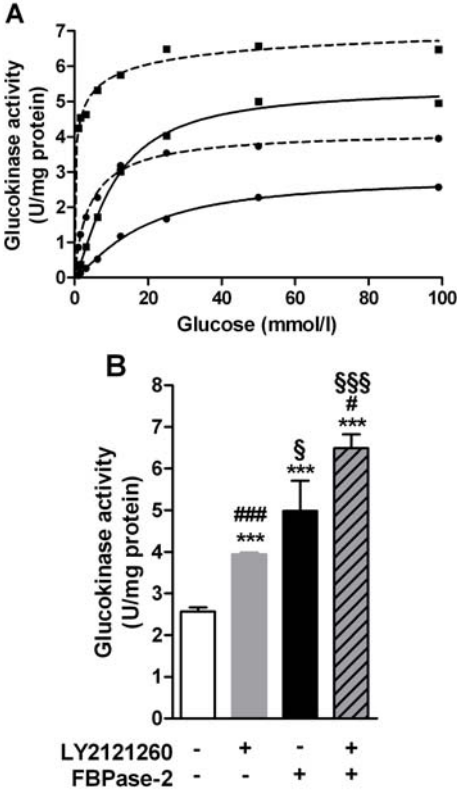 A
Glucokinase activity
(U/mg protein)
7
6
5
4
3
2
1
0
0 20 40 60 80 100
Glucose (mmol/l)
B
Glucokinase activity
(U/mg protein)
8
7
6
5
4
3
2
1
0
###
***
§
***
§§§
#
***
LY2121260 - + - +
FBPase-2 - - + +